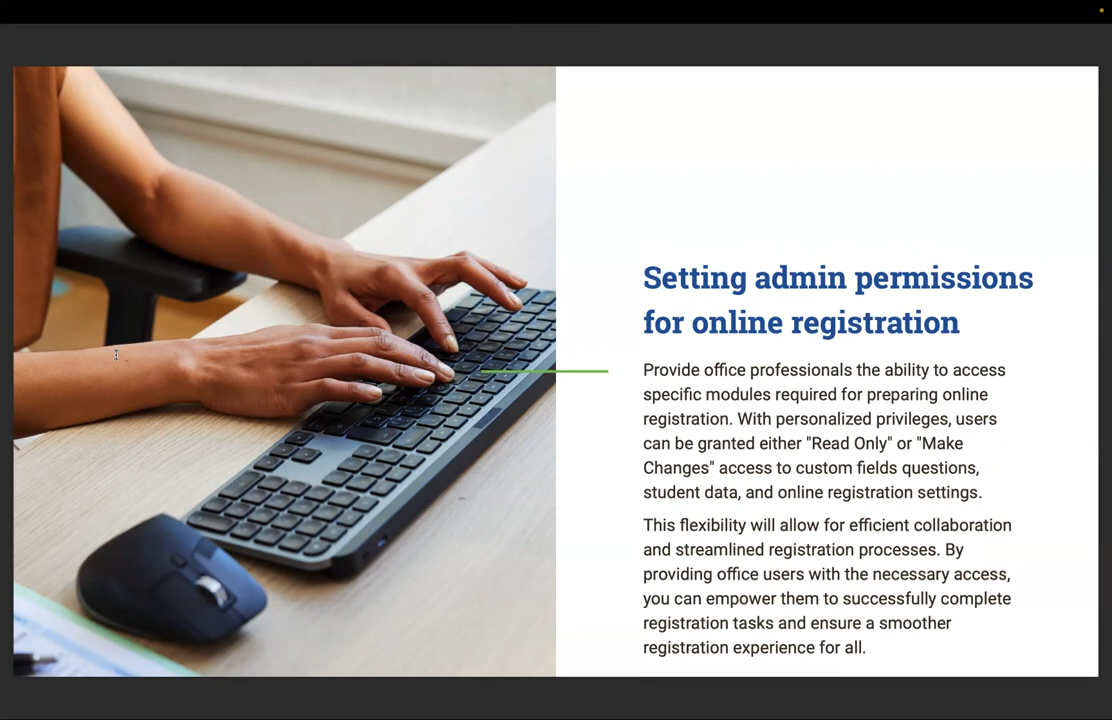 Setting admin permissions
for online registration
Provide office professionals the ability to access
specific modules required for preparing online
registration. With personalized privileges, users
can be granted either "Read Only" or "Make
Changes" access to custom fields questions,
student data, and online registration settings.
This flexibility will allow for efficient collaboration
and streamlined registration processes. By
providing office users with the necessary access,
you can empower them to successfully complete
registration tasks and ensure a smoother
registration experience for all.